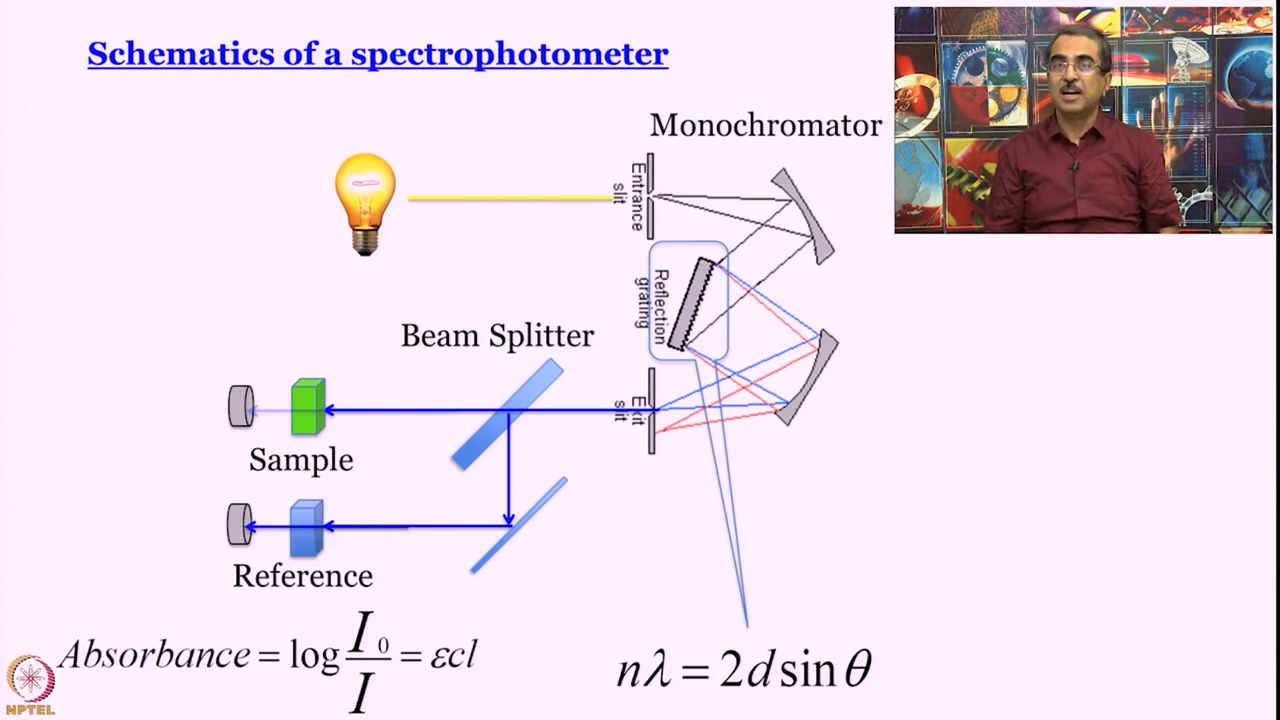 Schematics of a spectrophotometer
Monochromator
Entrance
slit
Reflection
grating
Beam Splitter
Exit
slit
Sample
Reference
Absorbance = log I₀/I = εcl
nλ = 2d sin θ
NPTEL